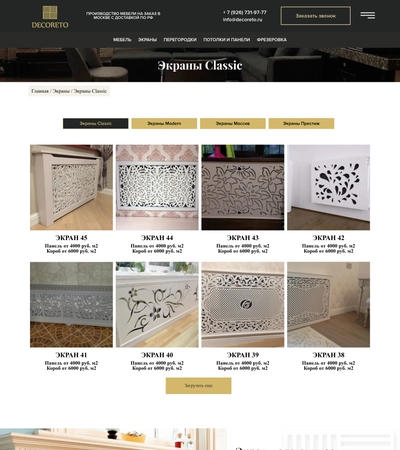 DECORETO
ПРОИЗВОДСТВО МЕБЕЛИ НА ЗАКАЗ В
МОСКВЕ С ДОСТАВКОЙ ПО РФ
+ 7 (926) 731-97-77
info@decoreto.ru
Заказать звонок
МЕБЕЛЬ ЭКРАНЫ ПЕРЕГОРОДКИ ПОТОЛКИ И ПАНЕЛИ ФРЕЗЕРОВКА
Экраны Classic
Главная / Экраны / Экраны Classic
Экраны Classic Экраны Modern Экраны Массив Экраны Престиж
ЭКРАН 45 ЭКРАН 44 ЭКРАН 43 ЭКРАН 42
Панель от 4000 руб. м2 Панель от 4000 руб. м2 Панель от 4000 руб. м2 Панель от 4000 руб. м2
Короб от 6000 руб. м2 Короб от 6000 руб. м2 Короб от 6000 руб. м2 Короб от 6000 руб. м2
ЭКРАН 41 ЭКРАН 40 ЭКРАН 39 ЭКРАН 38
Панель от 4000 руб. м2 Панель от 4000 руб. м2 Панель от 4000 руб. м2 Панель от 4000 руб. м2
Короб от 6000 руб. м2 Короб от 6000 руб. м2 Короб от 6000 руб. м2 Короб от 6000 руб. м2
Загрузить еще